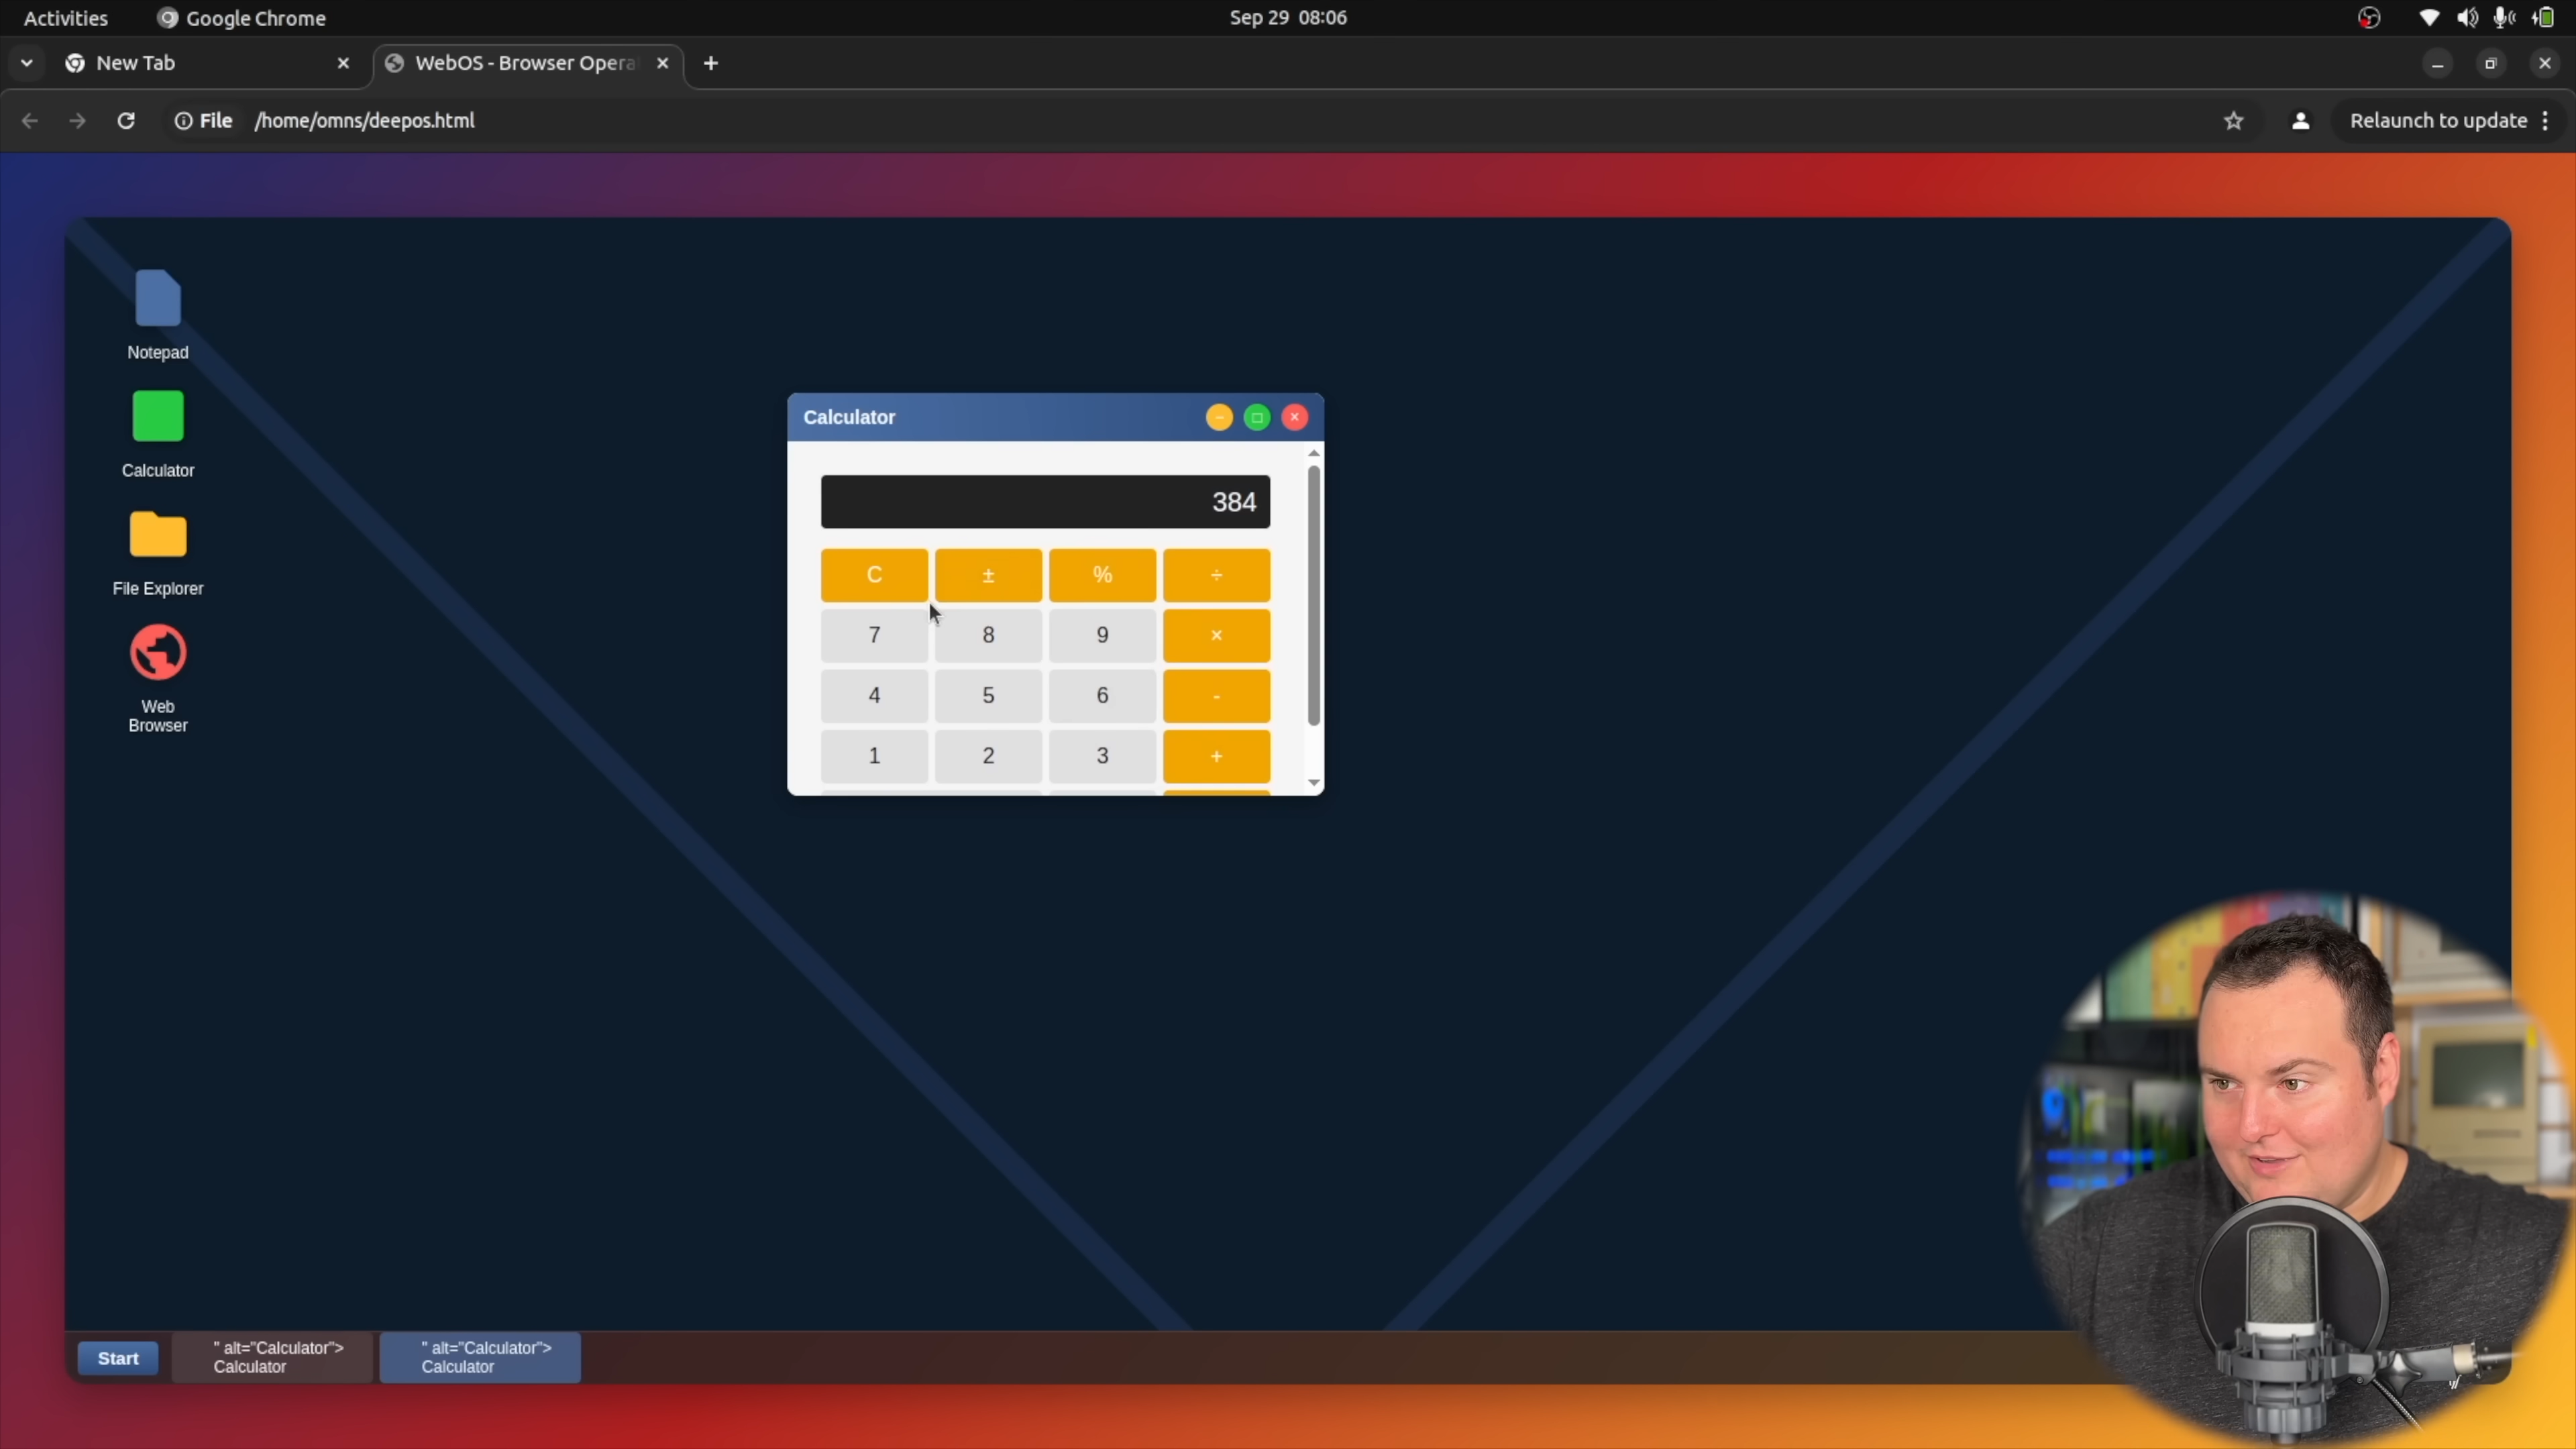 Activities Google Chrome Sep 29 08:06
New Tab WebOS - Browser Opera
File /home/omns/deepos.html Relaunch to update
Notepad
Calculator
File Explorer
Web
Browser
Calculator
384
C ± % ÷
7 8 9 ×
4 5 6 -
1 2 3 +
Start
" alt="Calculator">
Calculator
" alt="Calculator">
Calculator